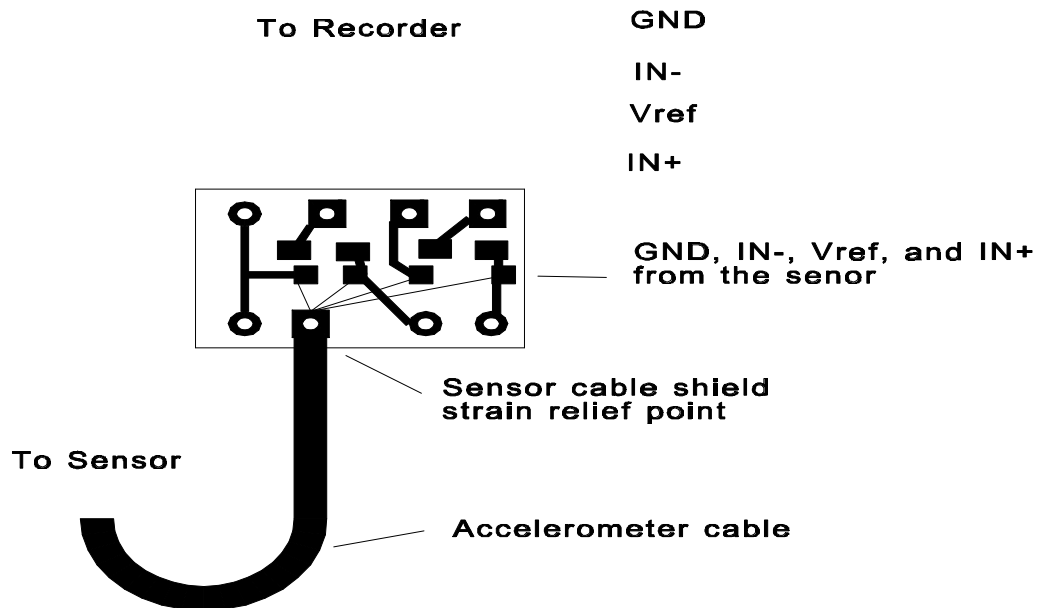 To Recorder
GND
IN-
Vref
IN+
GND, IN-, Vref, and IN+
from the senor
Sensor cable shield
strain relief point
To Sensor
Accelerometer cable